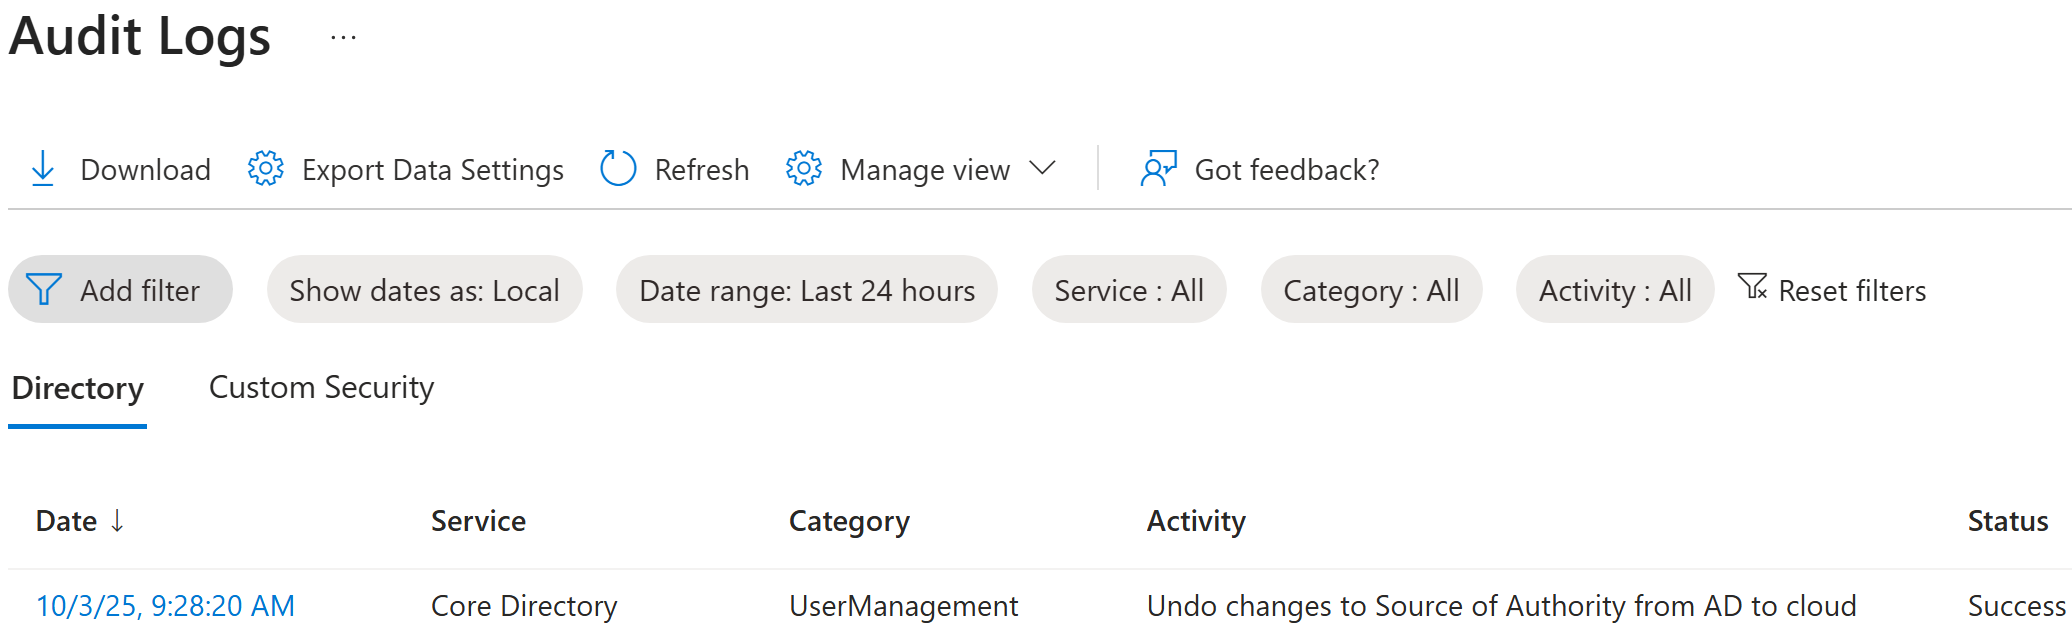 Audit Logs ...
Download Export Data Settings Refresh Manage view Got feedback?
Add filter Show dates as: Local Date range: Last 24 hours Service : All Category : All Activity : All Reset filters
Directory Custom Security
Date ↓ Service Category Activity Status
10/3/25, 9:28:20 AM Core Directory UserManagement Undo changes to Source of Authority from AD to cloud Success